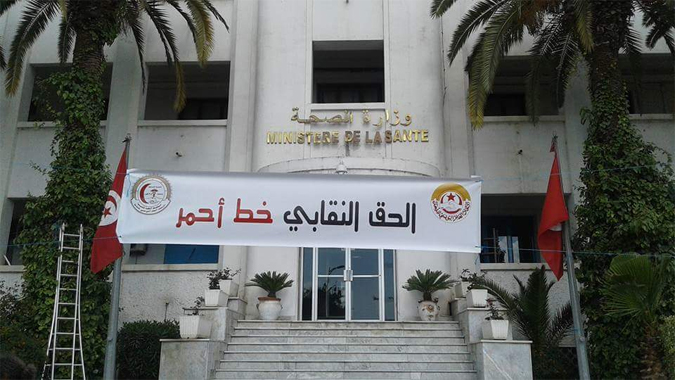 وزارة الصحة
MINISTERE DE LA SANTE
الحق النقابي خط أحمر